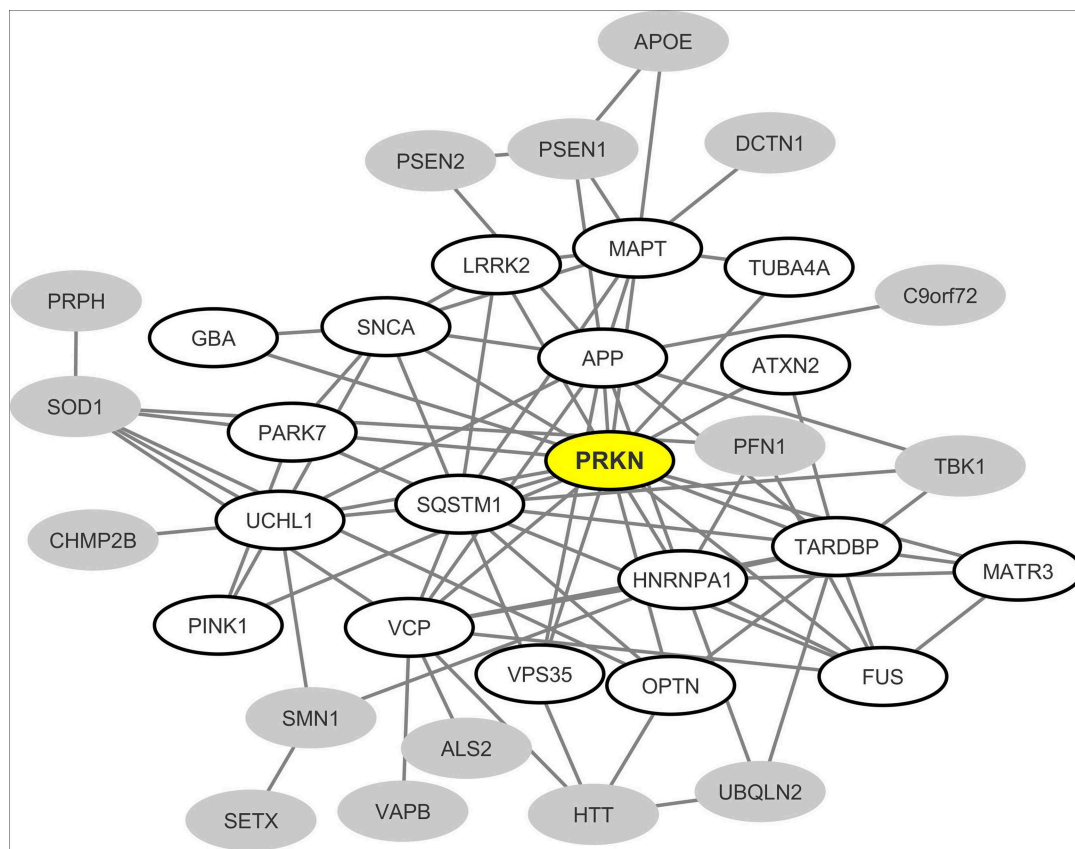 APOE
PSEN2
PSEN1
DCTN1
LRRK2
MAPT
TUBA4A
PRPH
GBA
SNCA
C9orf72
APP
ATXN2
SOD1
PARK7
PRKN
PFN1
TBK1
CHMP2B
UCHL1
SQSTM1
TARDBP
MATR3
HNRNPA1
PINK1
VCP
VPS35
OPTN
FUS
SMN1
ALS2
SETX
VAPB
HTT
UBQLN2